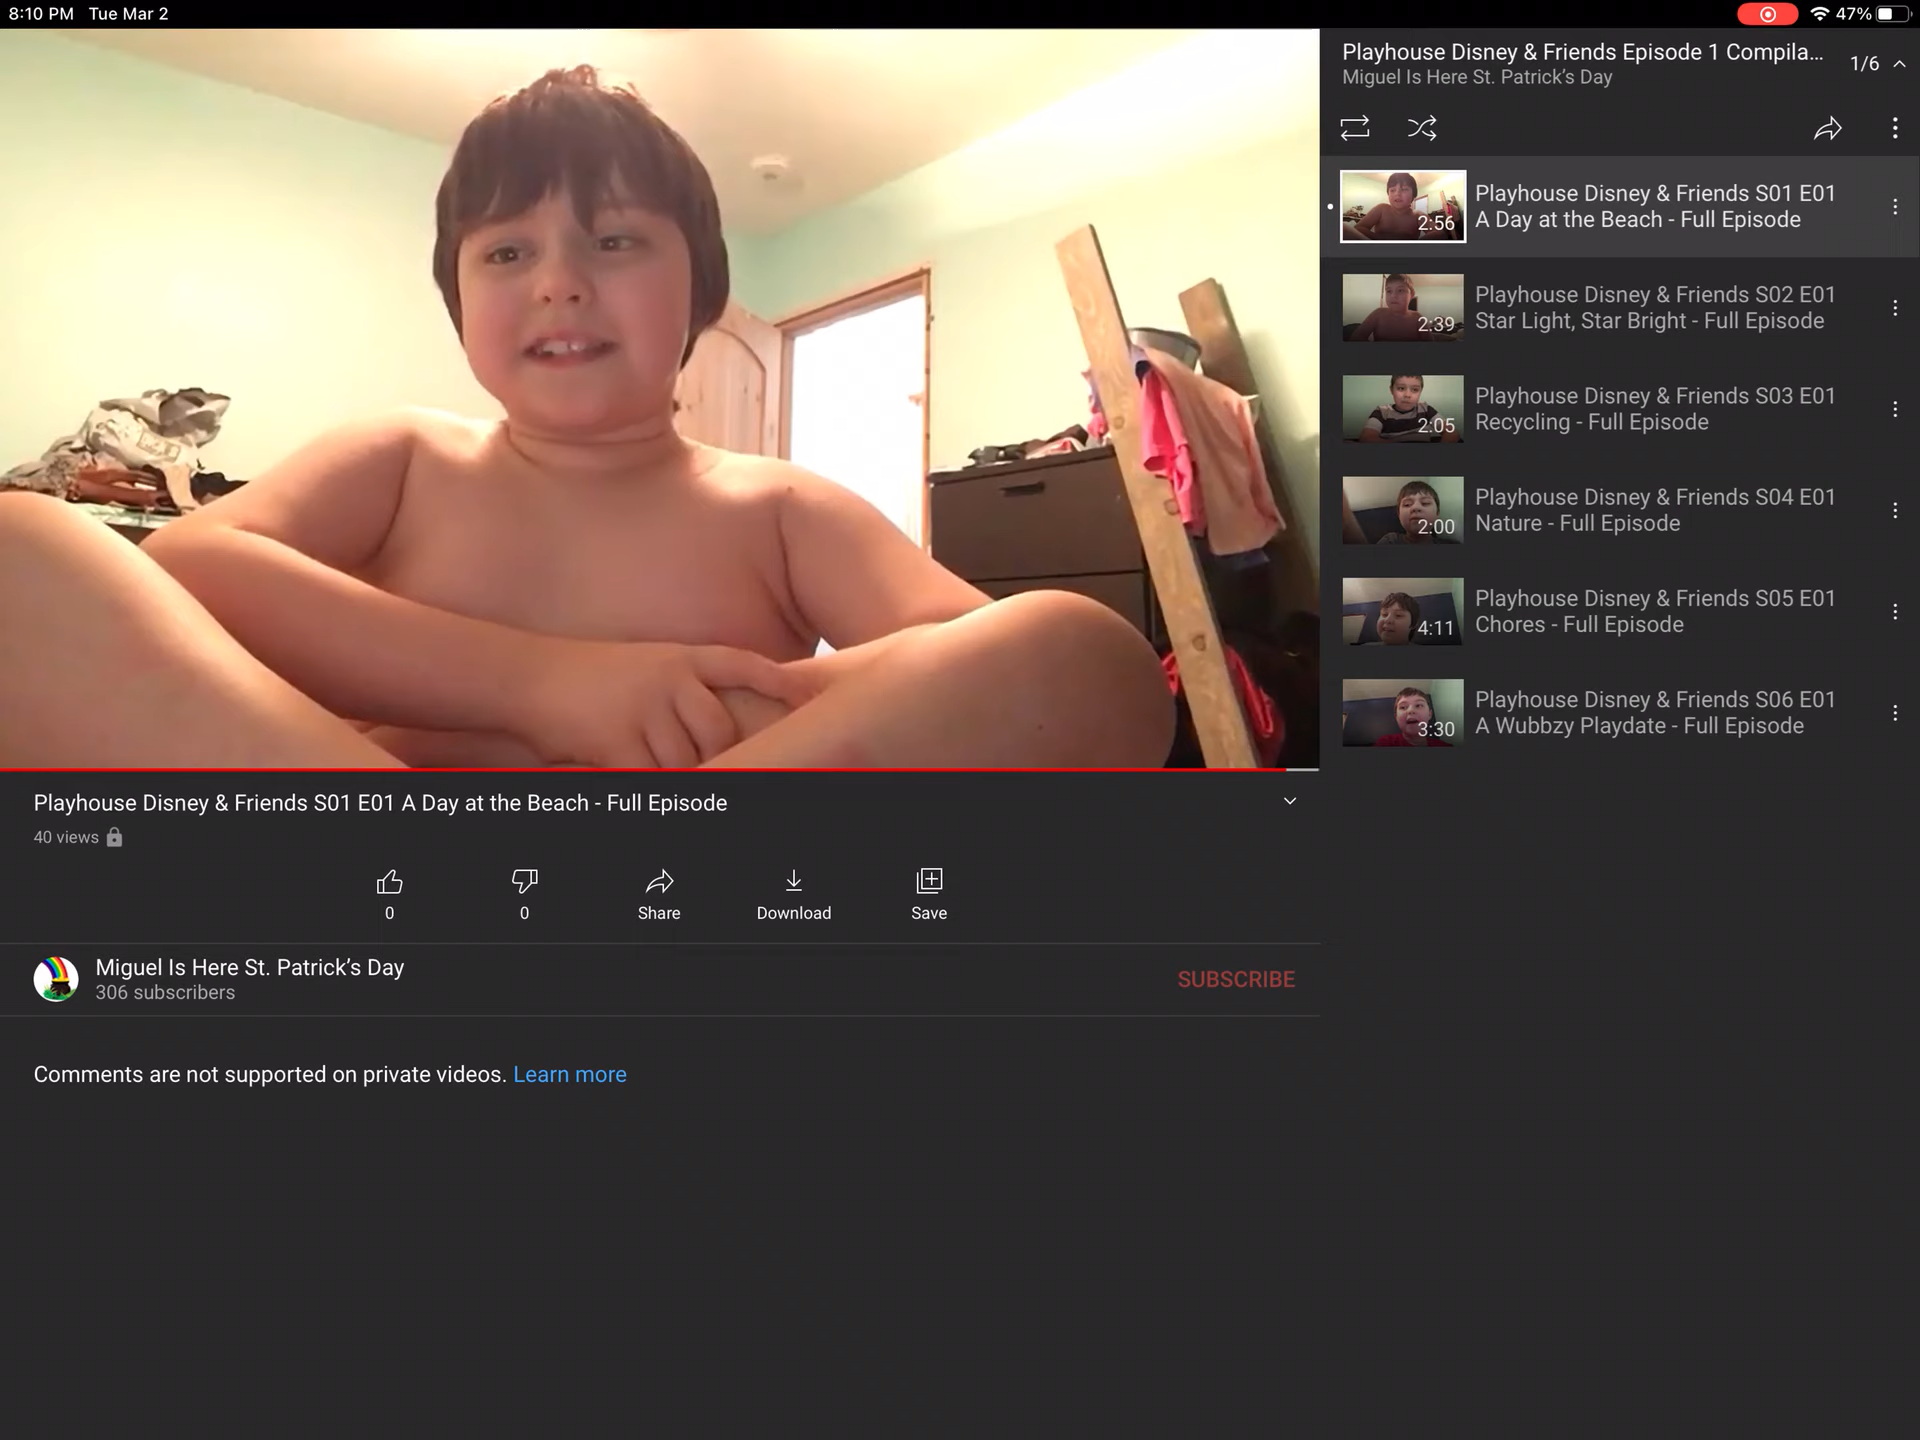 8:10 PM Tue Mar 2
47%
Playhouse Disney & Friends Episode 1 Compila...
Miguel Is Here St. Patrick's Day
1/6
2:56
Playhouse Disney & Friends S01 E01
A Day at the Beach - Full Episode
2:39
Playhouse Disney & Friends S02 E01
Star Light, Star Bright - Full Episode
2:05
Playhouse Disney & Friends S03 E01
Recycling - Full Episode
2:00
Playhouse Disney & Friends S04 E01
Nature - Full Episode
4:11
Playhouse Disney & Friends S05 E01
Chores - Full Episode
3:30
Playhouse Disney & Friends S06 E01
A Wubbzy Playdate - Full Episode
Playhouse Disney & Friends S01 E01 A Day at the Beach - Full Episode
40 views
0
0
Share
Download
Save
Miguel Is Here St. Patrick's Day
306 subscribers
SUBSCRIBE
Comments are not supported on private videos. Learn more